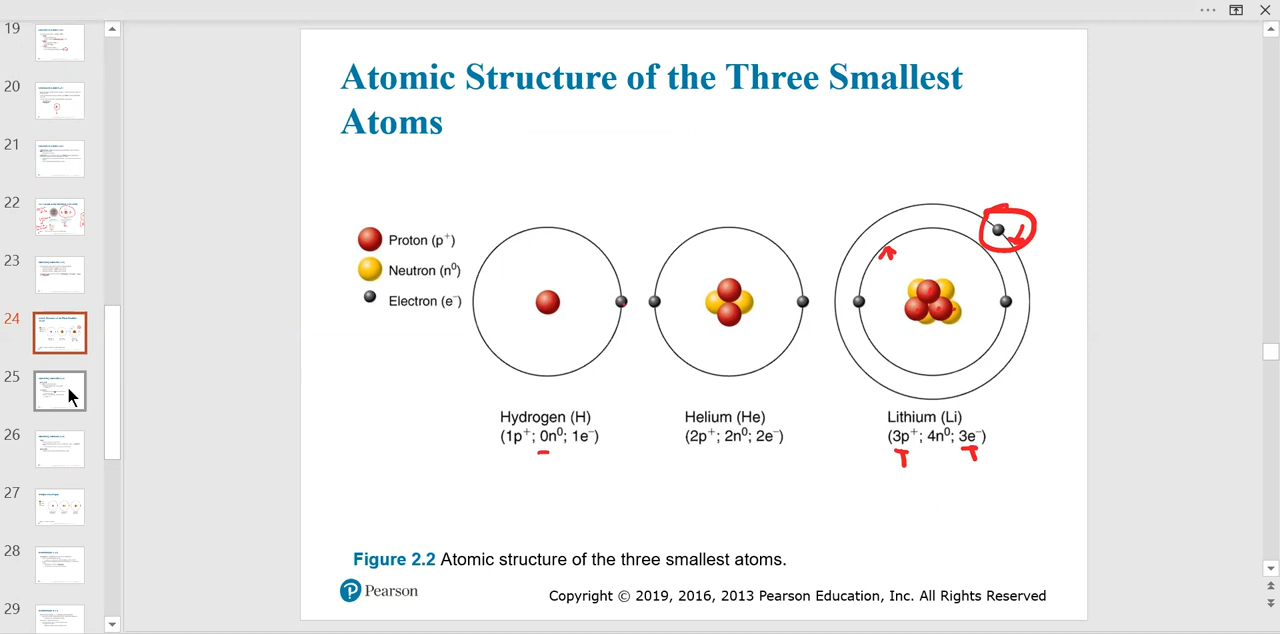 19
20
21
22
23
24
25
26
27
28
29
Atomic Structure of the Three Smallest
Atoms
Proton (p⁺)
Neutron (n⁰)
Electron (e⁻)
Hydrogen (H)
(1p⁺; 0n⁰; 1e⁻)
Helium (He)
(2p⁺; 2n⁰; 2e⁻)
Lithium (Li)
(3p⁺; 4n⁰; 3e⁻)
Figure 2.2 Atomic structure of the three smallest atoms.
P Pearson
Copyright © 2019, 2016, 2013 Pearson Education, Inc. All Rights Reserved